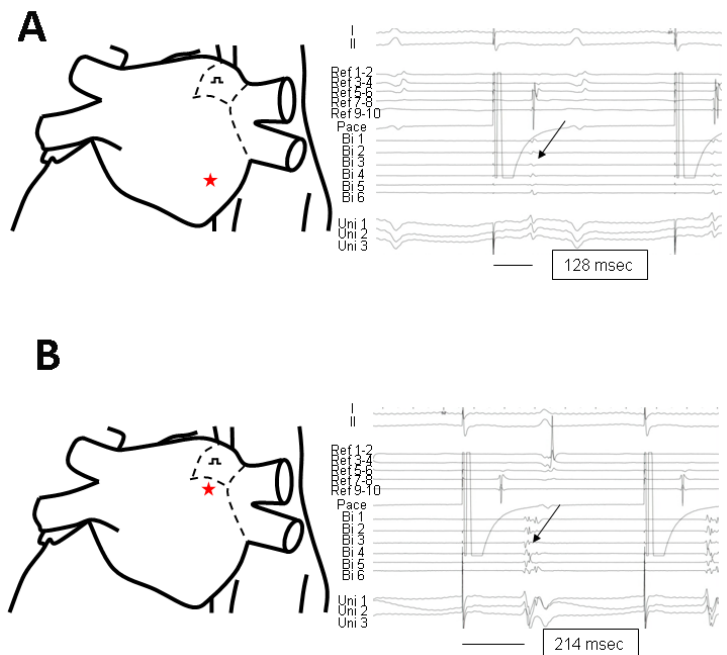 A
I
II
Ref 1-2
Ref 3-4
Ref 5-6
Ref 7-8
Ref 9-10
Pace
Bi 1
Bi 2
Bi 3
Bi 4
Bi 5
Bi 6
Uni 1
Uni 2
Uni 3
128 msec
B
I
II
Ref 1-2
Ref 3-4
Ref 5-6
Ref 7-8
Ref 9-10
Pace
Bi 1
Bi 2
Bi 3
Bi 4
Bi 5
Bi 6
Uni 1
Uni 2
Uni 3
214 msec